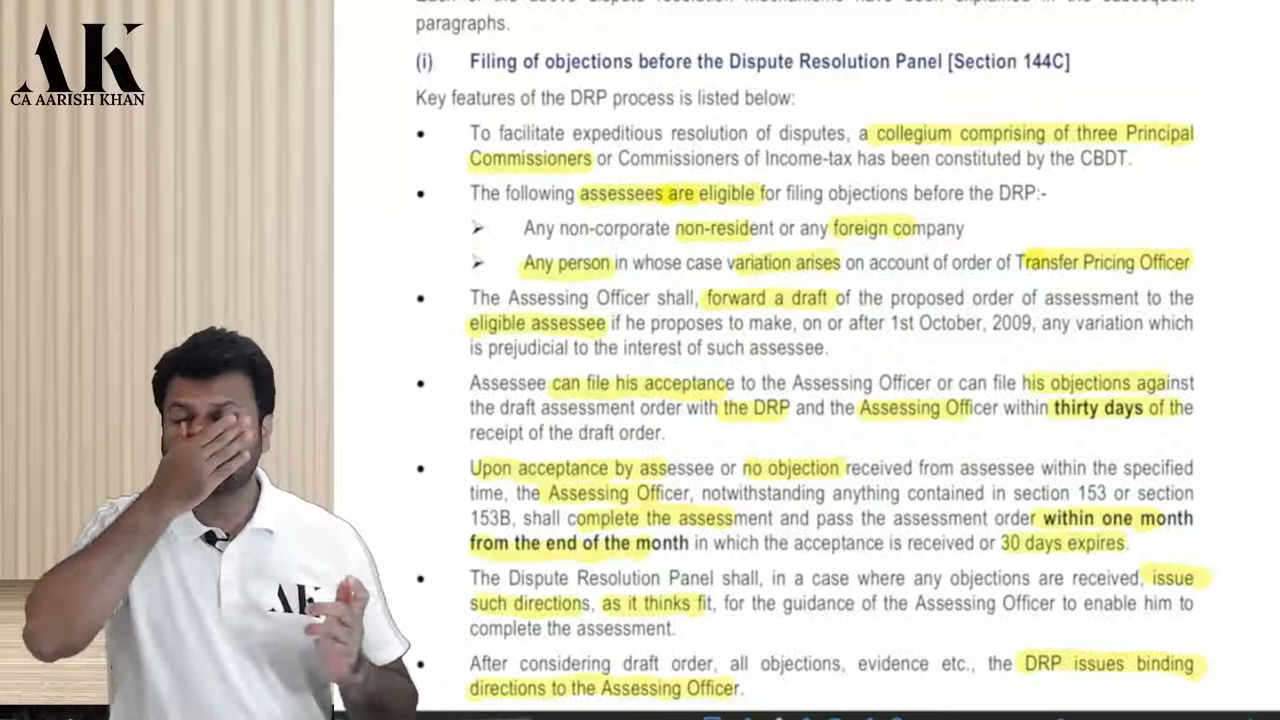 AK
CA AARISH KHAN
paragraphs.
(i) Filing of objections before the Dispute Resolution Panel [Section 144C]
Key features of the DRP process is listed below:
• To facilitate expeditious resolution of disputes, a collegium comprising of three Principal
Commissioners or Commissioners of Income-tax has been constituted by the CBDT.
• The following assessees are eligible for filing objections before the DRP:-
➢ Any non-corporate non-resident or any foreign company
➢ Any person in whose case variation arises on account of order of Transfer Pricing Officer
• The Assessing Officer shall, forward a draft of the proposed order of assessment to the
eligible assessee if he proposes to make, on or after 1st October, 2009, any variation which
is prejudicial to the interest of such assessee.
• Assessee can file his acceptance to the Assessing Officer or can file his objections against
the draft assessment order with the DRP and the Assessing Officer within thirty days of the
receipt of the draft order.
• Upon acceptance by assessee or no objection received from assessee within the specified
time, the Assessing Officer, notwithstanding anything contained in section 153 or section
153B, shall complete the assessment and pass the assessment order within one month
from the end of the month in which the acceptance is received or 30 days expires.
• The Dispute Resolution Panel shall, in a case where any objections are received, issue
such directions, as it thinks fit, for the guidance of the Assessing Officer to enable him to
complete the assessment.
• After considering draft order, all objections, evidence etc., the DRP issues binding
directions to the Assessing Officer.
AK